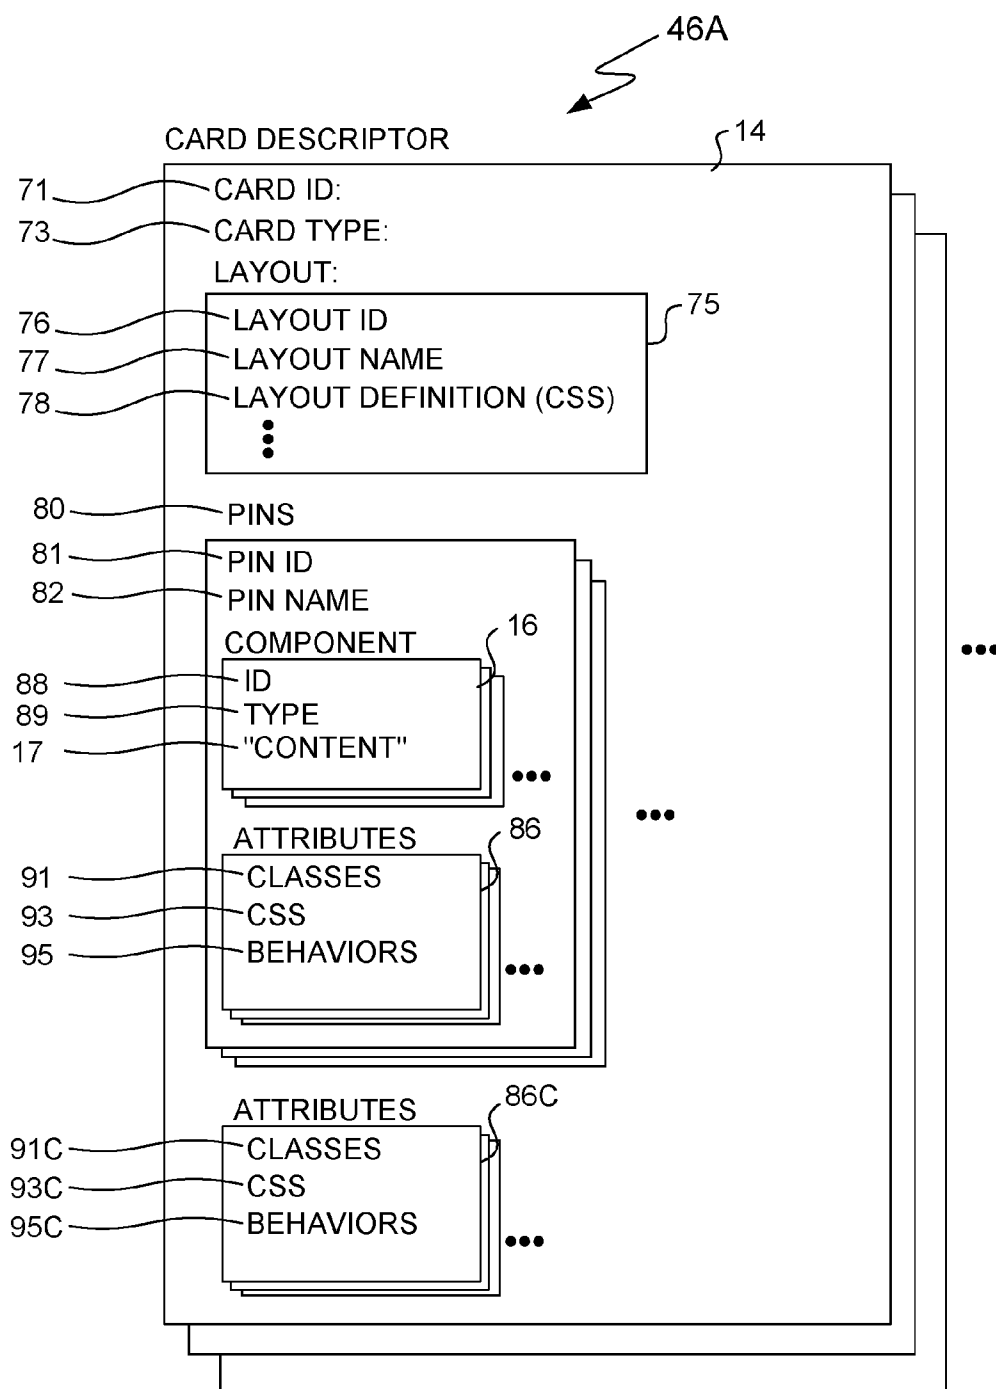 46A
CARD DESCRIPTOR
14
71 CARD ID:
73 CARD TYPE:
LAYOUT:
75
76 LAYOUT ID
77 LAYOUT NAME
78 LAYOUT DEFINITION (CSS)
80 PINS
81 PIN ID
82 PIN NAME
COMPONENT
16
88 ID
89 TYPE
17 "CONTENT"
ATTRIBUTES
86
91 CLASSES
93 CSS
95 BEHAVIORS
ATTRIBUTES
86C
91C CLASSES
93C CSS
95C BEHAVIORS